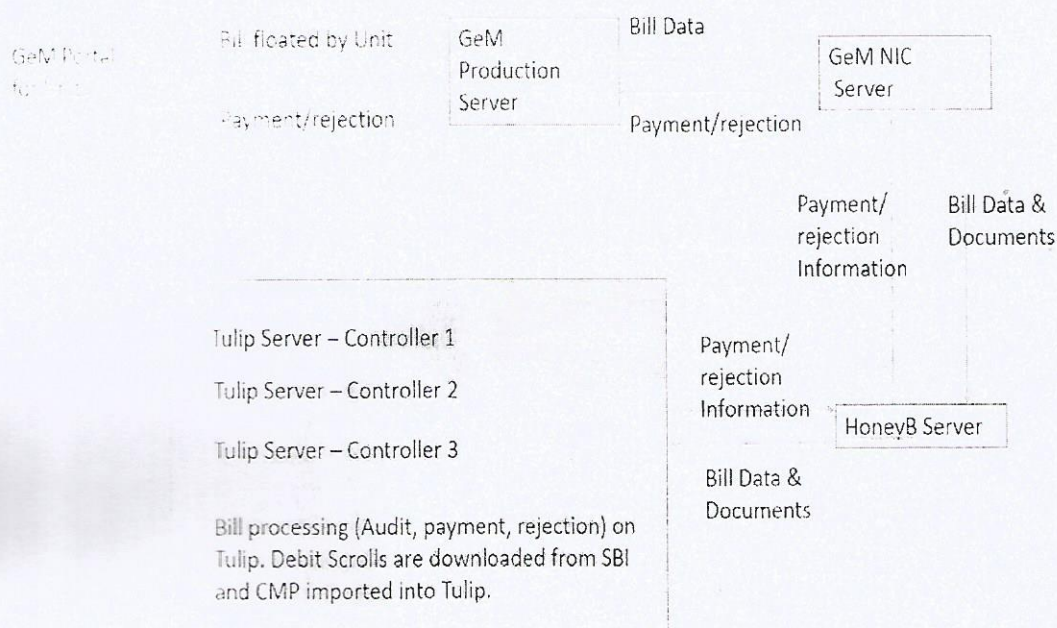 GeM Portal
Bill floated by Unit
Payment/rejection
GeM
Production
Server
Bill Data
Payment/rejection
GeM NIC
Server
Payment/
rejection
Information
Bill Data &
Documents
Payment/
rejection
Information
HoneyB Server
Bill Data &
Documents
Tulip Server – Controller 1
Tulip Server – Controller 2
Tulip Server – Controller 3
Bill processing (Audit, payment, rejection) on
Tulip. Debit Scrolls are downloaded from SBI
and CMP imported into Tulip.